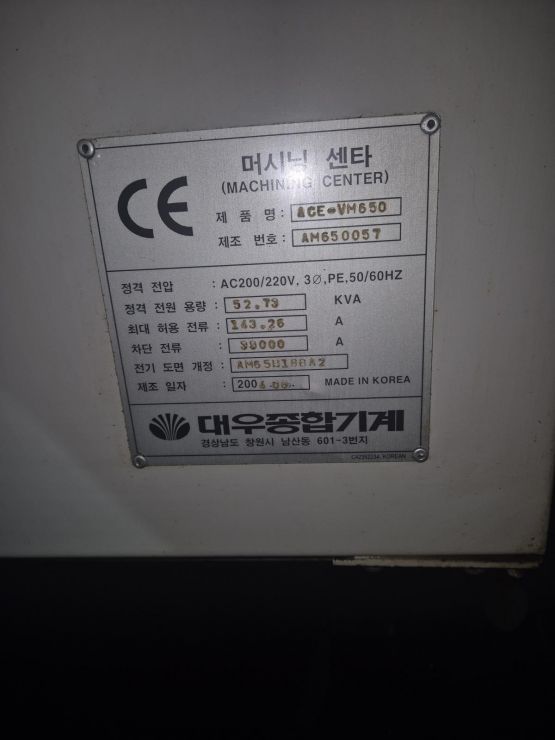 CE
머시닝 센타
(MACHINING CENTER)
제 품 명 : ACE-VM650
제조 번호 : AM650057
정격 전압 : AC200/220V, 3∅, PE, 50/60HZ
정격 전원 용량 : 52.73 KVA
최대 허용 전류 : 143.26 A
차단 전류 : 99000 A
전기 도면 개정 :
제조 일자 : MADE IN KOREA
대우종합기계
경상남도 창원시 남산동 601-3번지